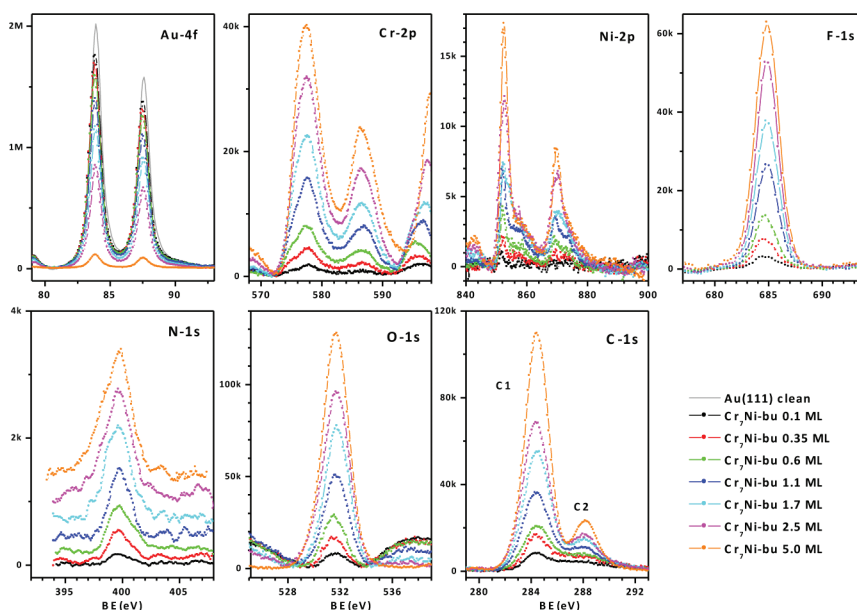 Au-4f
2M
1M
0
80
85
90
Cr-2p
40k
20k
0
570
580
590
Ni-2p
15k
10k
5k
0
840
860
880
900
F-1s
60k
40k
20k
0
680
685
690
N-1s
4k
2k
0
395
400
405
BE(eV)
O-1s
100k
50k
0
528
532
536
BE(eV)
C-1s
C1
C2
120k
80k
40k
0
280
284
288
292
BE(eV)
Au(111) clean
Cr7Ni-bu 0.1 ML
Cr7Ni-bu 0.35 ML
Cr7Ni-bu 0.6 ML
Cr7Ni-bu 1.1 ML
Cr7Ni-bu 1.7 ML
Cr7Ni-bu 2.5 ML
Cr7Ni-bu 5.0 ML